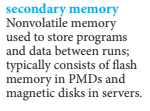 secondary memory
Nonvolatile memory
used to store programs
and data between runs;
typically consists of flash
memory in PMDs and
magnetic disks in servers.